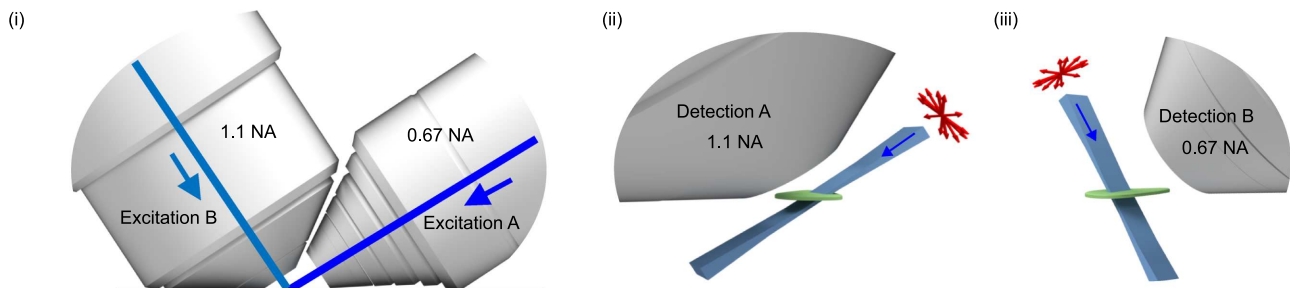 (i)
1.1 NA
0.67 NA
Excitation B
Excitation A
(ii)
Detection A
1.1 NA
(iii)
Detection B
0.67 NA